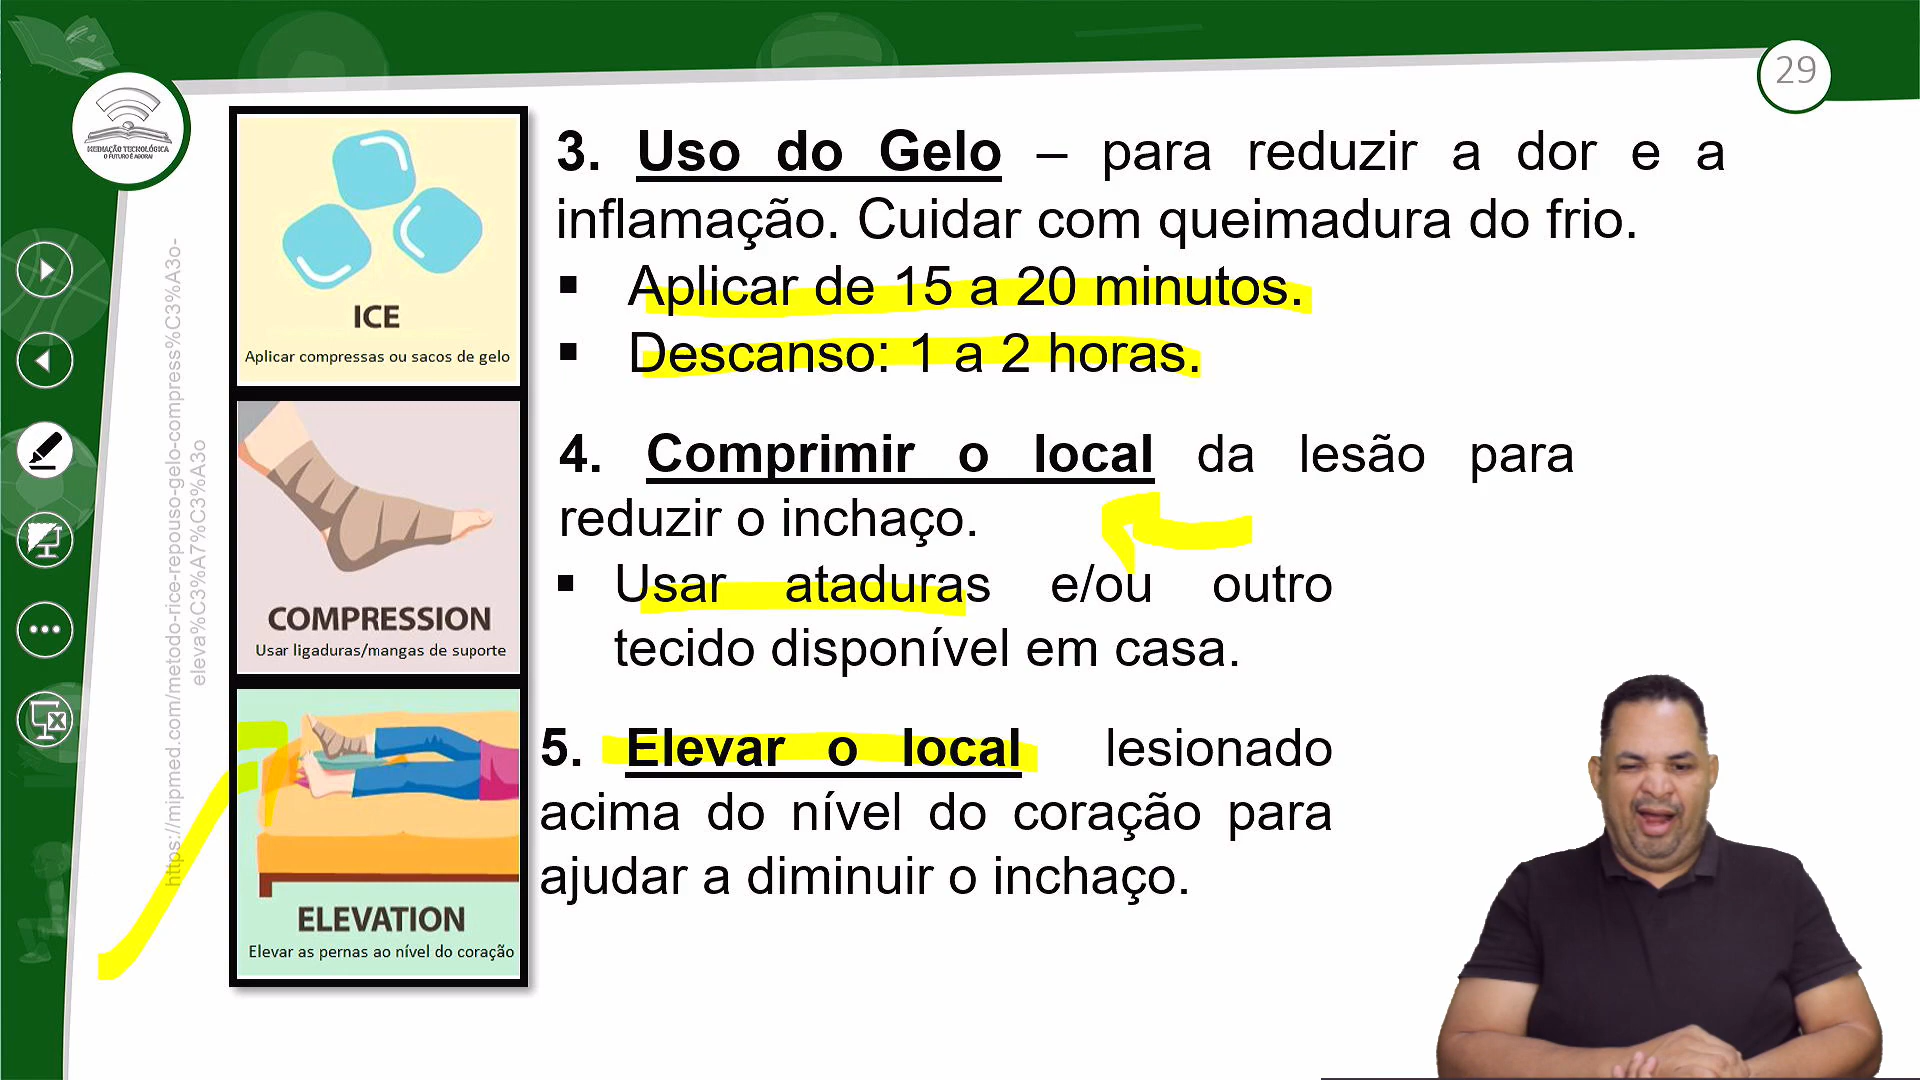 29
MEDIAÇÃO TECNOLÓGICA
O FUTURO É AGORA!
https://mipmed.com/metodo-rice-repouso-gelo-compress%C3%A3o-
eleva%C3%A7%C3%A3o
ICE
Aplicar compressas ou sacos de gelo
COMPRESSION
Usar ligaduras/mangas de suporte
ELEVATION
Elevar as pernas ao nível do coração
3. Uso do Gelo – para reduzir a dor e a
inflamação. Cuidar com queimadura do frio.
▪ Aplicar de 15 a 20 minutos.
▪ Descanso: 1 a 2 horas.
4. Comprimir o local da lesão para
reduzir o inchaço.
▪ Usar ataduras e/ou outro
tecido disponível em casa.
5. Elevar o local lesionado
acima do nível do coração para
ajudar a diminuir o inchaço.